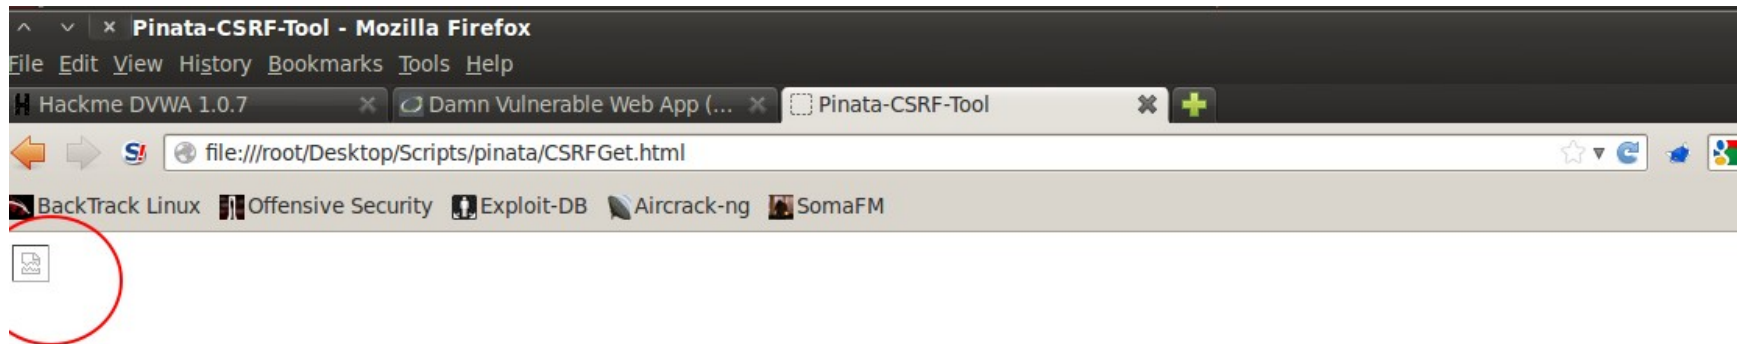 Pinata-CSRF-Tool - Mozilla Firefox
File Edit View History Bookmarks Tools Help
Hackme DVWA 1.0.7 Damn Vulnerable Web App (... Pinata-CSRF-Tool
S! file:///root/Desktop/Scripts/pinata/CSRFGet.html
BackTrack Linux Offensive Security Exploit-DB Aircrack-ng SomaFM